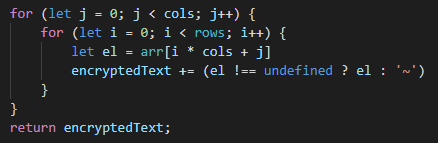 for (let j = 0; j < cols; j++) {
    for (let i = 0; i < rows; i++) {
        let el = arr[i * cols + j]
        encryptedText += (el !== undefined ? el : '~')
    }
}
return encryptedText;